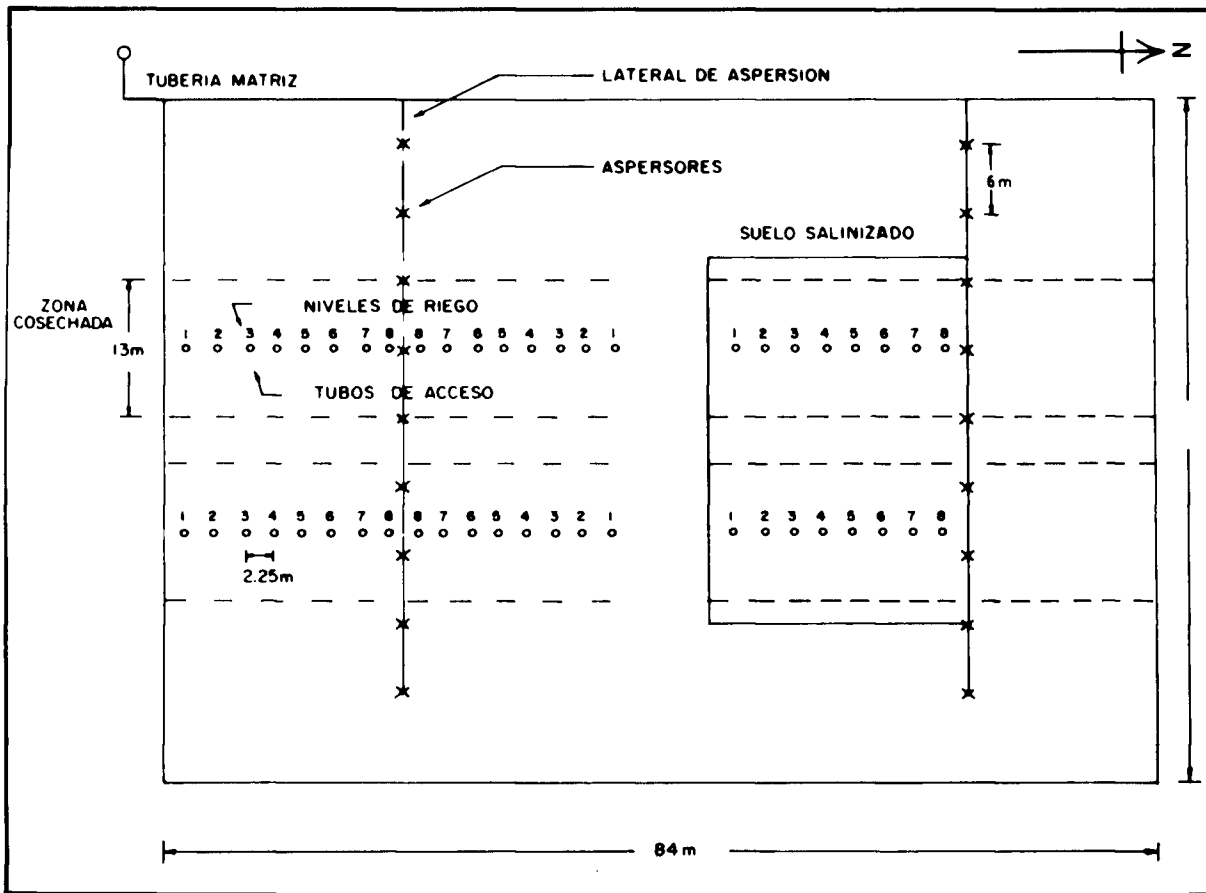 N
TUBERIA MATRIZ
LATERAL DE ASPERSION
ASPERSORES
6m
SUELO SALINIZADO
ZONA
COSECHADA
13m
NIVELES DE RIEGO
1 2 3 4 5 6 7 8 8 7 6 5 4 3 2 1
1 2 3 4 5 6 7 8
TUBOS DE ACCESO
1 2 3 4 5 6 7 8 8 7 6 5 4 3 2 1
1 2 3 4 5 6 7 8
2.25m
84m